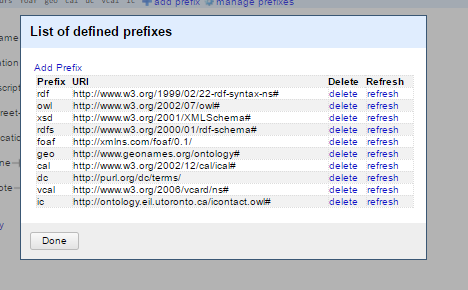 foaf geo cal dc vcal ic add prefix manage prefixes
List of defined prefixes
Add Prefix
Prefix URI Delete Refresh
rdf http://www.w3.org/1999/02/22-rdf-syntax-ns# delete refresh
owl http://www.w3.org/2002/07/owl# delete refresh
xsd http://www.w3.org/2001/XMLSchema# delete refresh
rdfs http://www.w3.org/2000/01/rdf-schema# delete refresh
foaf http://xmlns.com/foaf/0.1/ delete refresh
geo http://www.geonames.org/ontology# delete refresh
cal http://www.w3.org/2002/12/cal/ical# delete refresh
dc http://purl.org/dc/terms/ delete refresh
vcal http://www.w3.org/2006/vcard/ns# delete refresh
ic http://ontology.eil.utoronto.ca/icontact.owl# delete refresh
Done